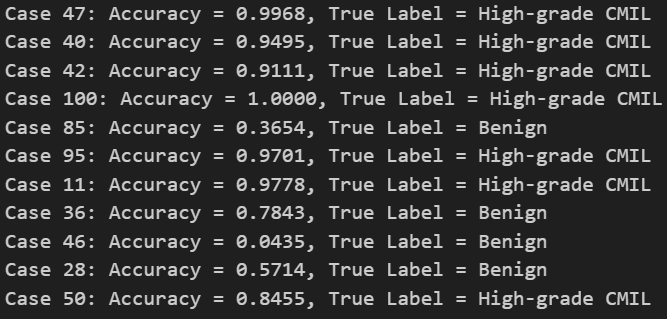 Case 47: Accuracy = 0.9968, True Label = High-grade CMIL
Case 40: Accuracy = 0.9495, True Label = High-grade CMIL
Case 42: Accuracy = 0.9111, True Label = High-grade CMIL
Case 100: Accuracy = 1.0000, True Label = High-grade CMIL
Case 85: Accuracy = 0.3654, True Label = Benign
Case 95: Accuracy = 0.9701, True Label = High-grade CMIL
Case 11: Accuracy = 0.9778, True Label = High-grade CMIL
Case 36: Accuracy = 0.7843, True Label = Benign
Case 46: Accuracy = 0.0435, True Label = Benign
Case 28: Accuracy = 0.5714, True Label = Benign
Case 50: Accuracy = 0.8455, True Label = High-grade CMIL